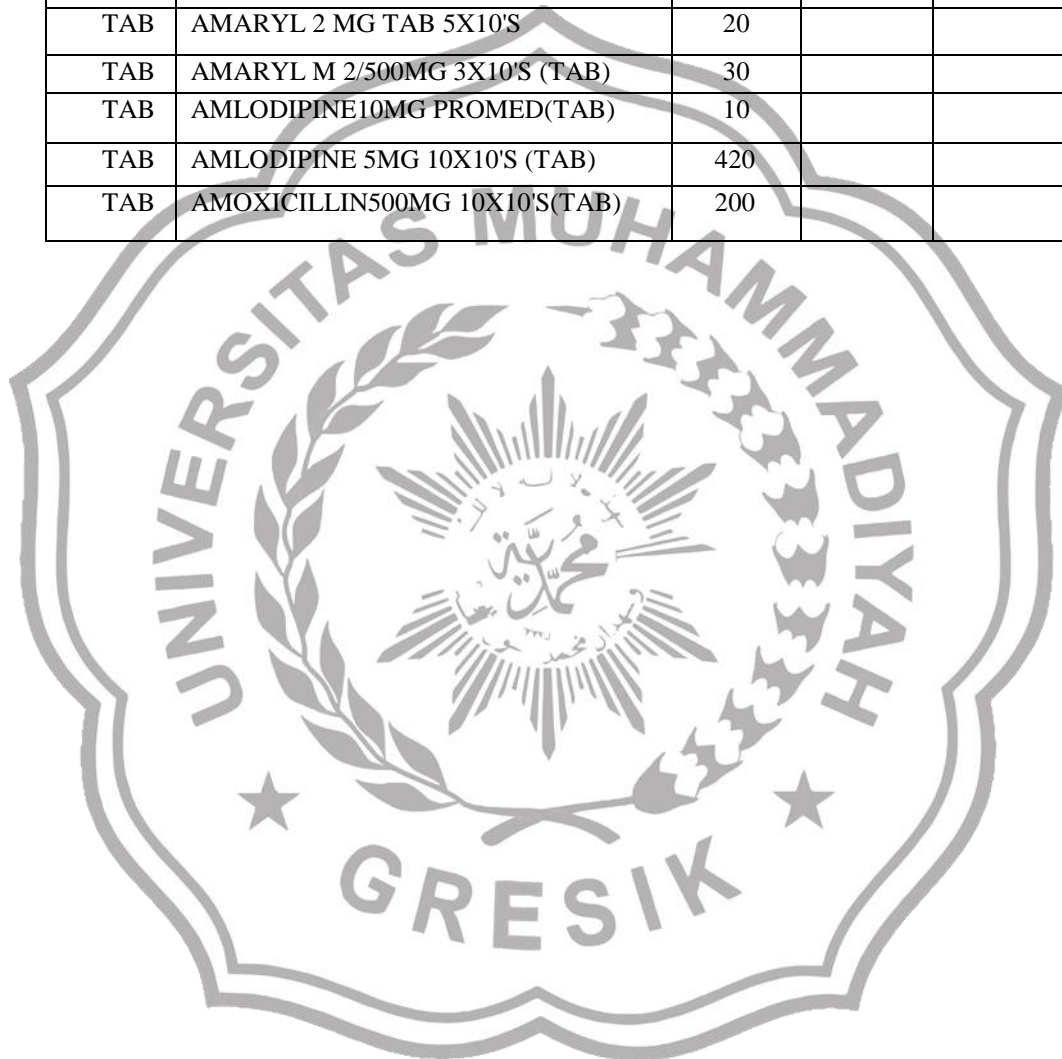 TAB AMARYL 2 MG TAB 5X10'S 20
TAB AMARYL M 2/500MG 3X10'S (TAB) 30
TAB AMLODIPINE10MG PROMED(TAB) 10
TAB AMLODIPINE 5MG 10X10'S (TAB) 420
TAB AMOXICILLIN500MG 10X10'S(TAB) 200
UNIVERSITAS MUHAMMADIYAH
محمدية
GRESIK